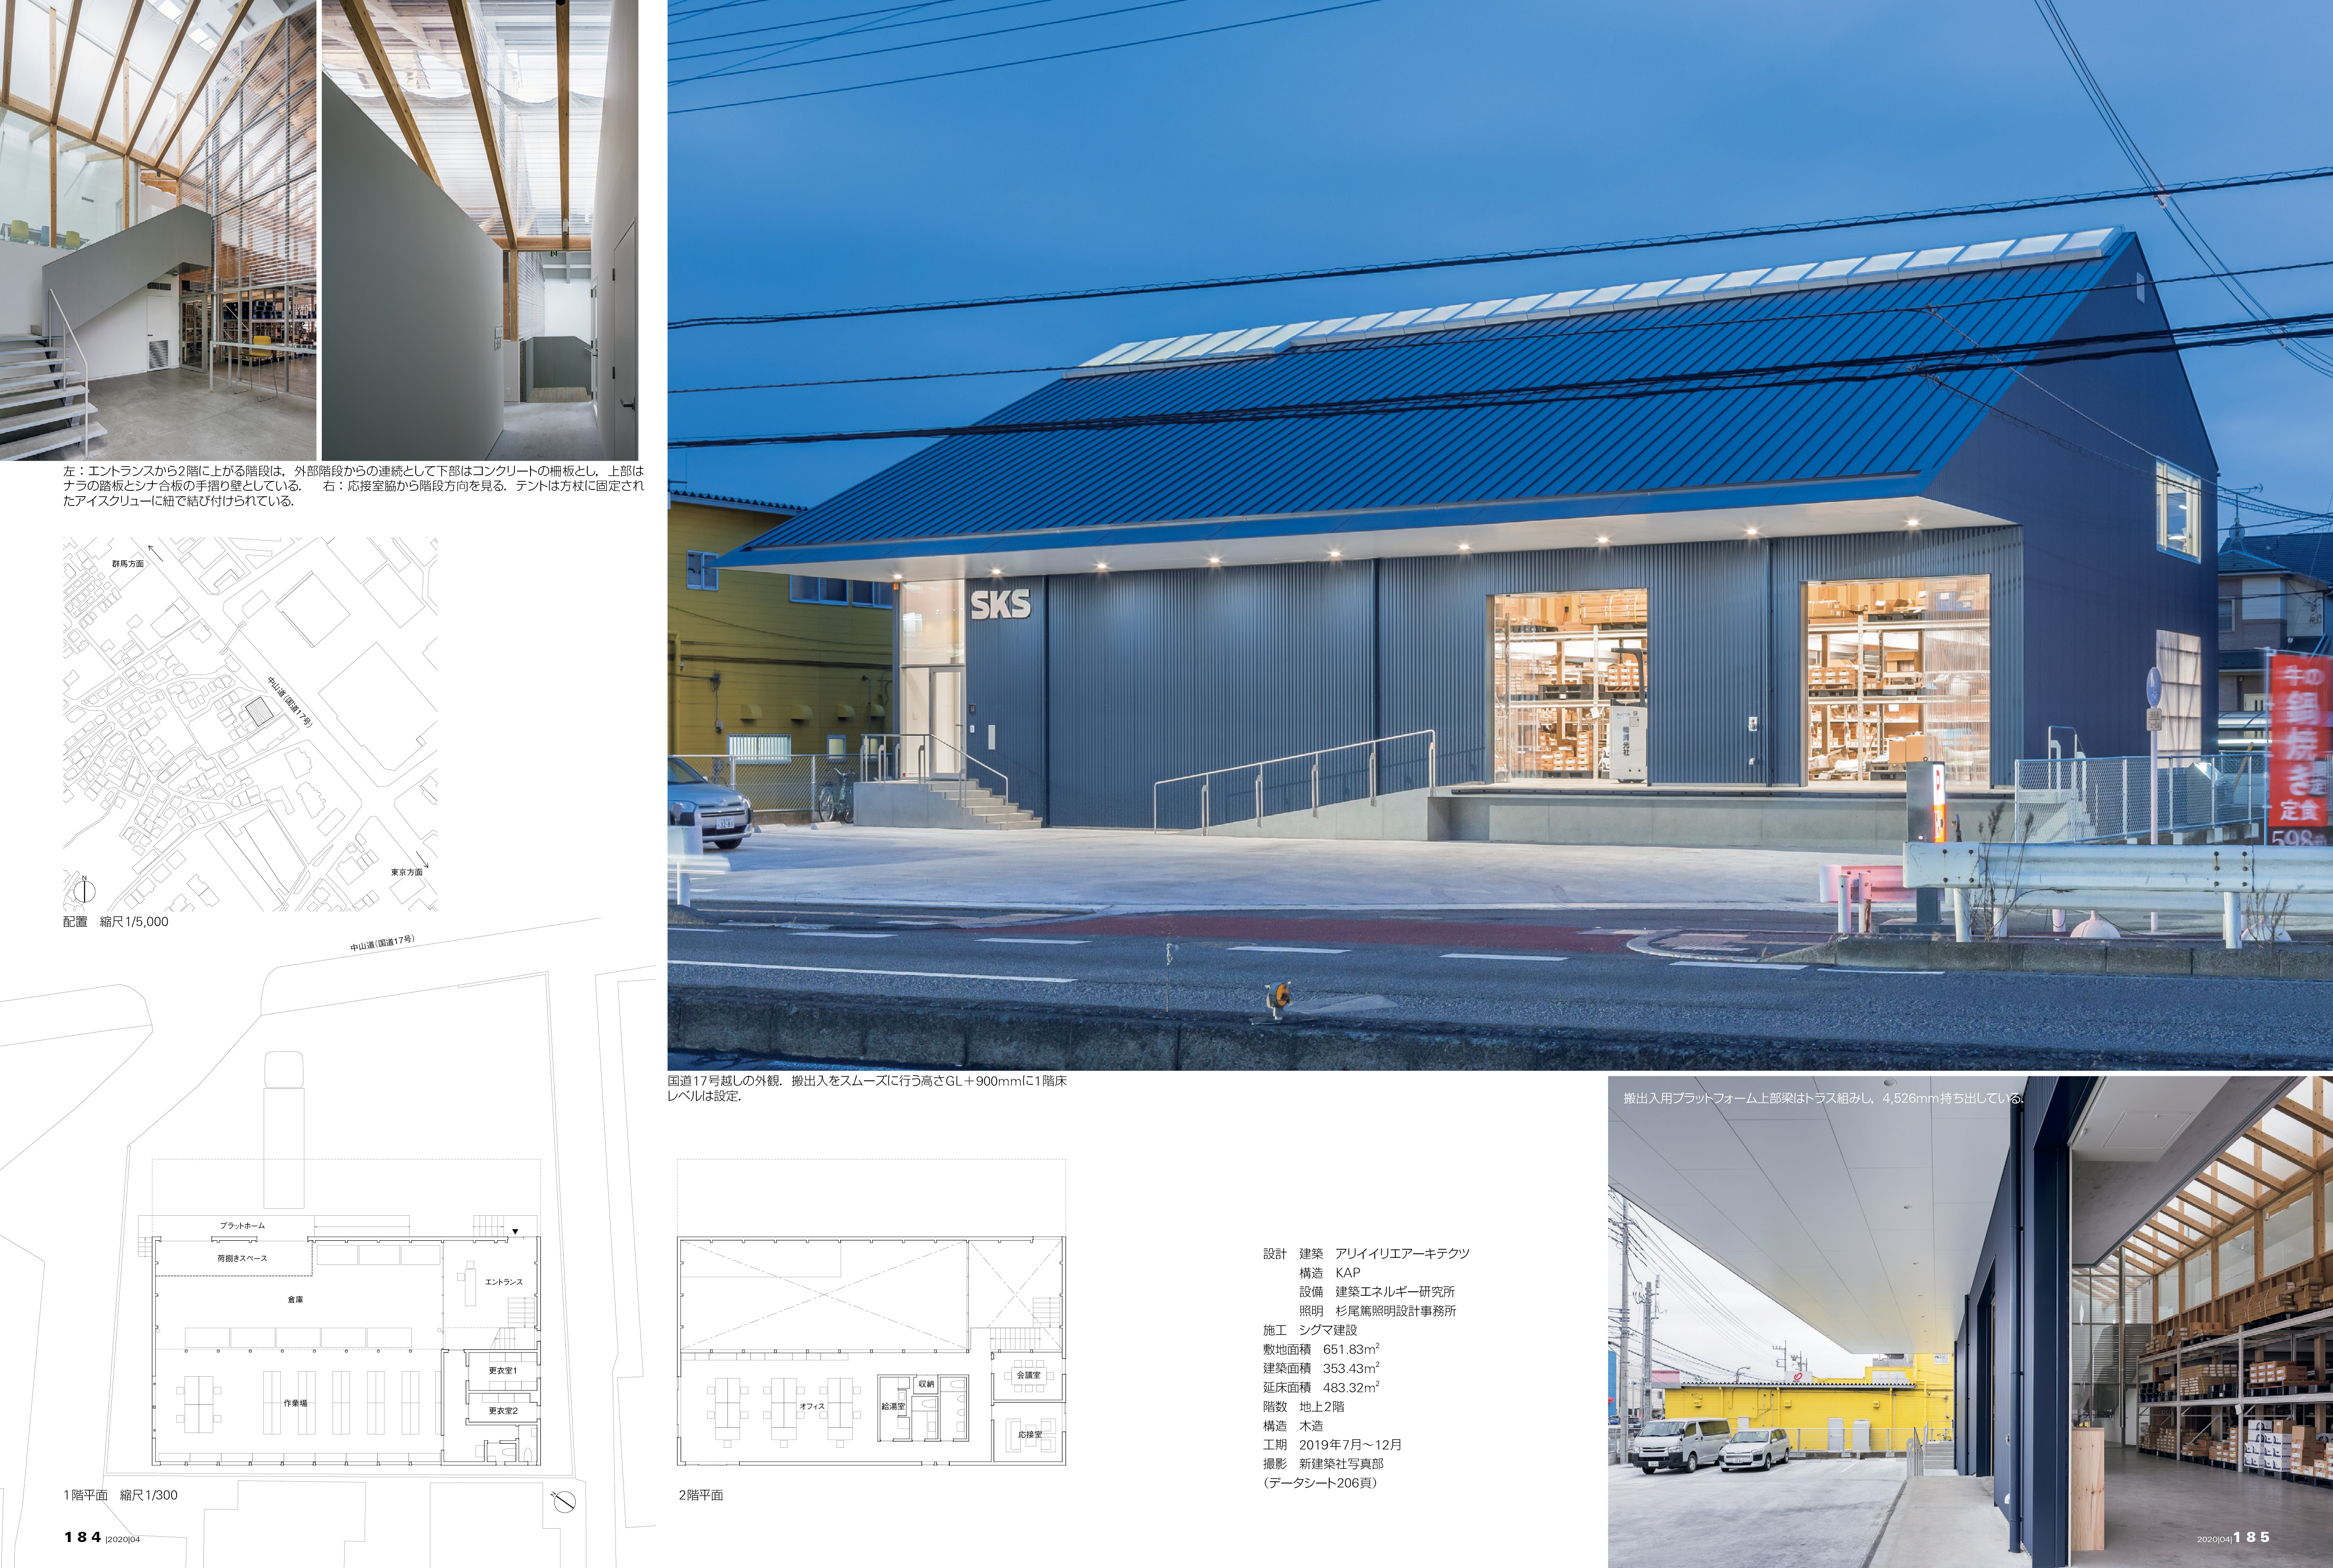 左：エントランスから2階に上がる階段は，外部階段からの連続として下部はコンクリートの柵板とし，上部は
ナラの踏板とシナ合板の手摺り壁としている．　右：応接室脇から階段方向を見る．テントは方杖に固定され
たアイスクリューに紐で結び付けられている．
群馬方面
中山道（国道17号）
東京方面
N
配置　縮尺1/5,000
SKS
牛の
鍋焼き
定食
598
国道17号越しの外観．搬出入をスムーズに行う高さGL＋900mmに1階床
レベルは設定．
搬出入用プラットフォーム上部梁はトラス組みし，4,526mm持ち出している．
中山道（国道17号）
プラットホーム
荷捌きスペース
エントランス
倉庫
更衣室1
更衣室2
作業場
N
1階平面　縮尺1/300
収納
給湯室
オフィス
会議室
応接室
2階平面
設計　建築　アリイイリエアーキテクツ
構造　KAP
設備　建築エネルギー研究所
照明　杉尾篤照明設計事務所
施工　シグマ建設
敷地面積　651.83m²
建築面積　353.43m²
延床面積　483.32m²
階数　地上2階
構造　木造
工期　2019年7月〜12月
撮影　新建築社写真部
（データシート206頁）
184 |2020|04
2020|04| 185